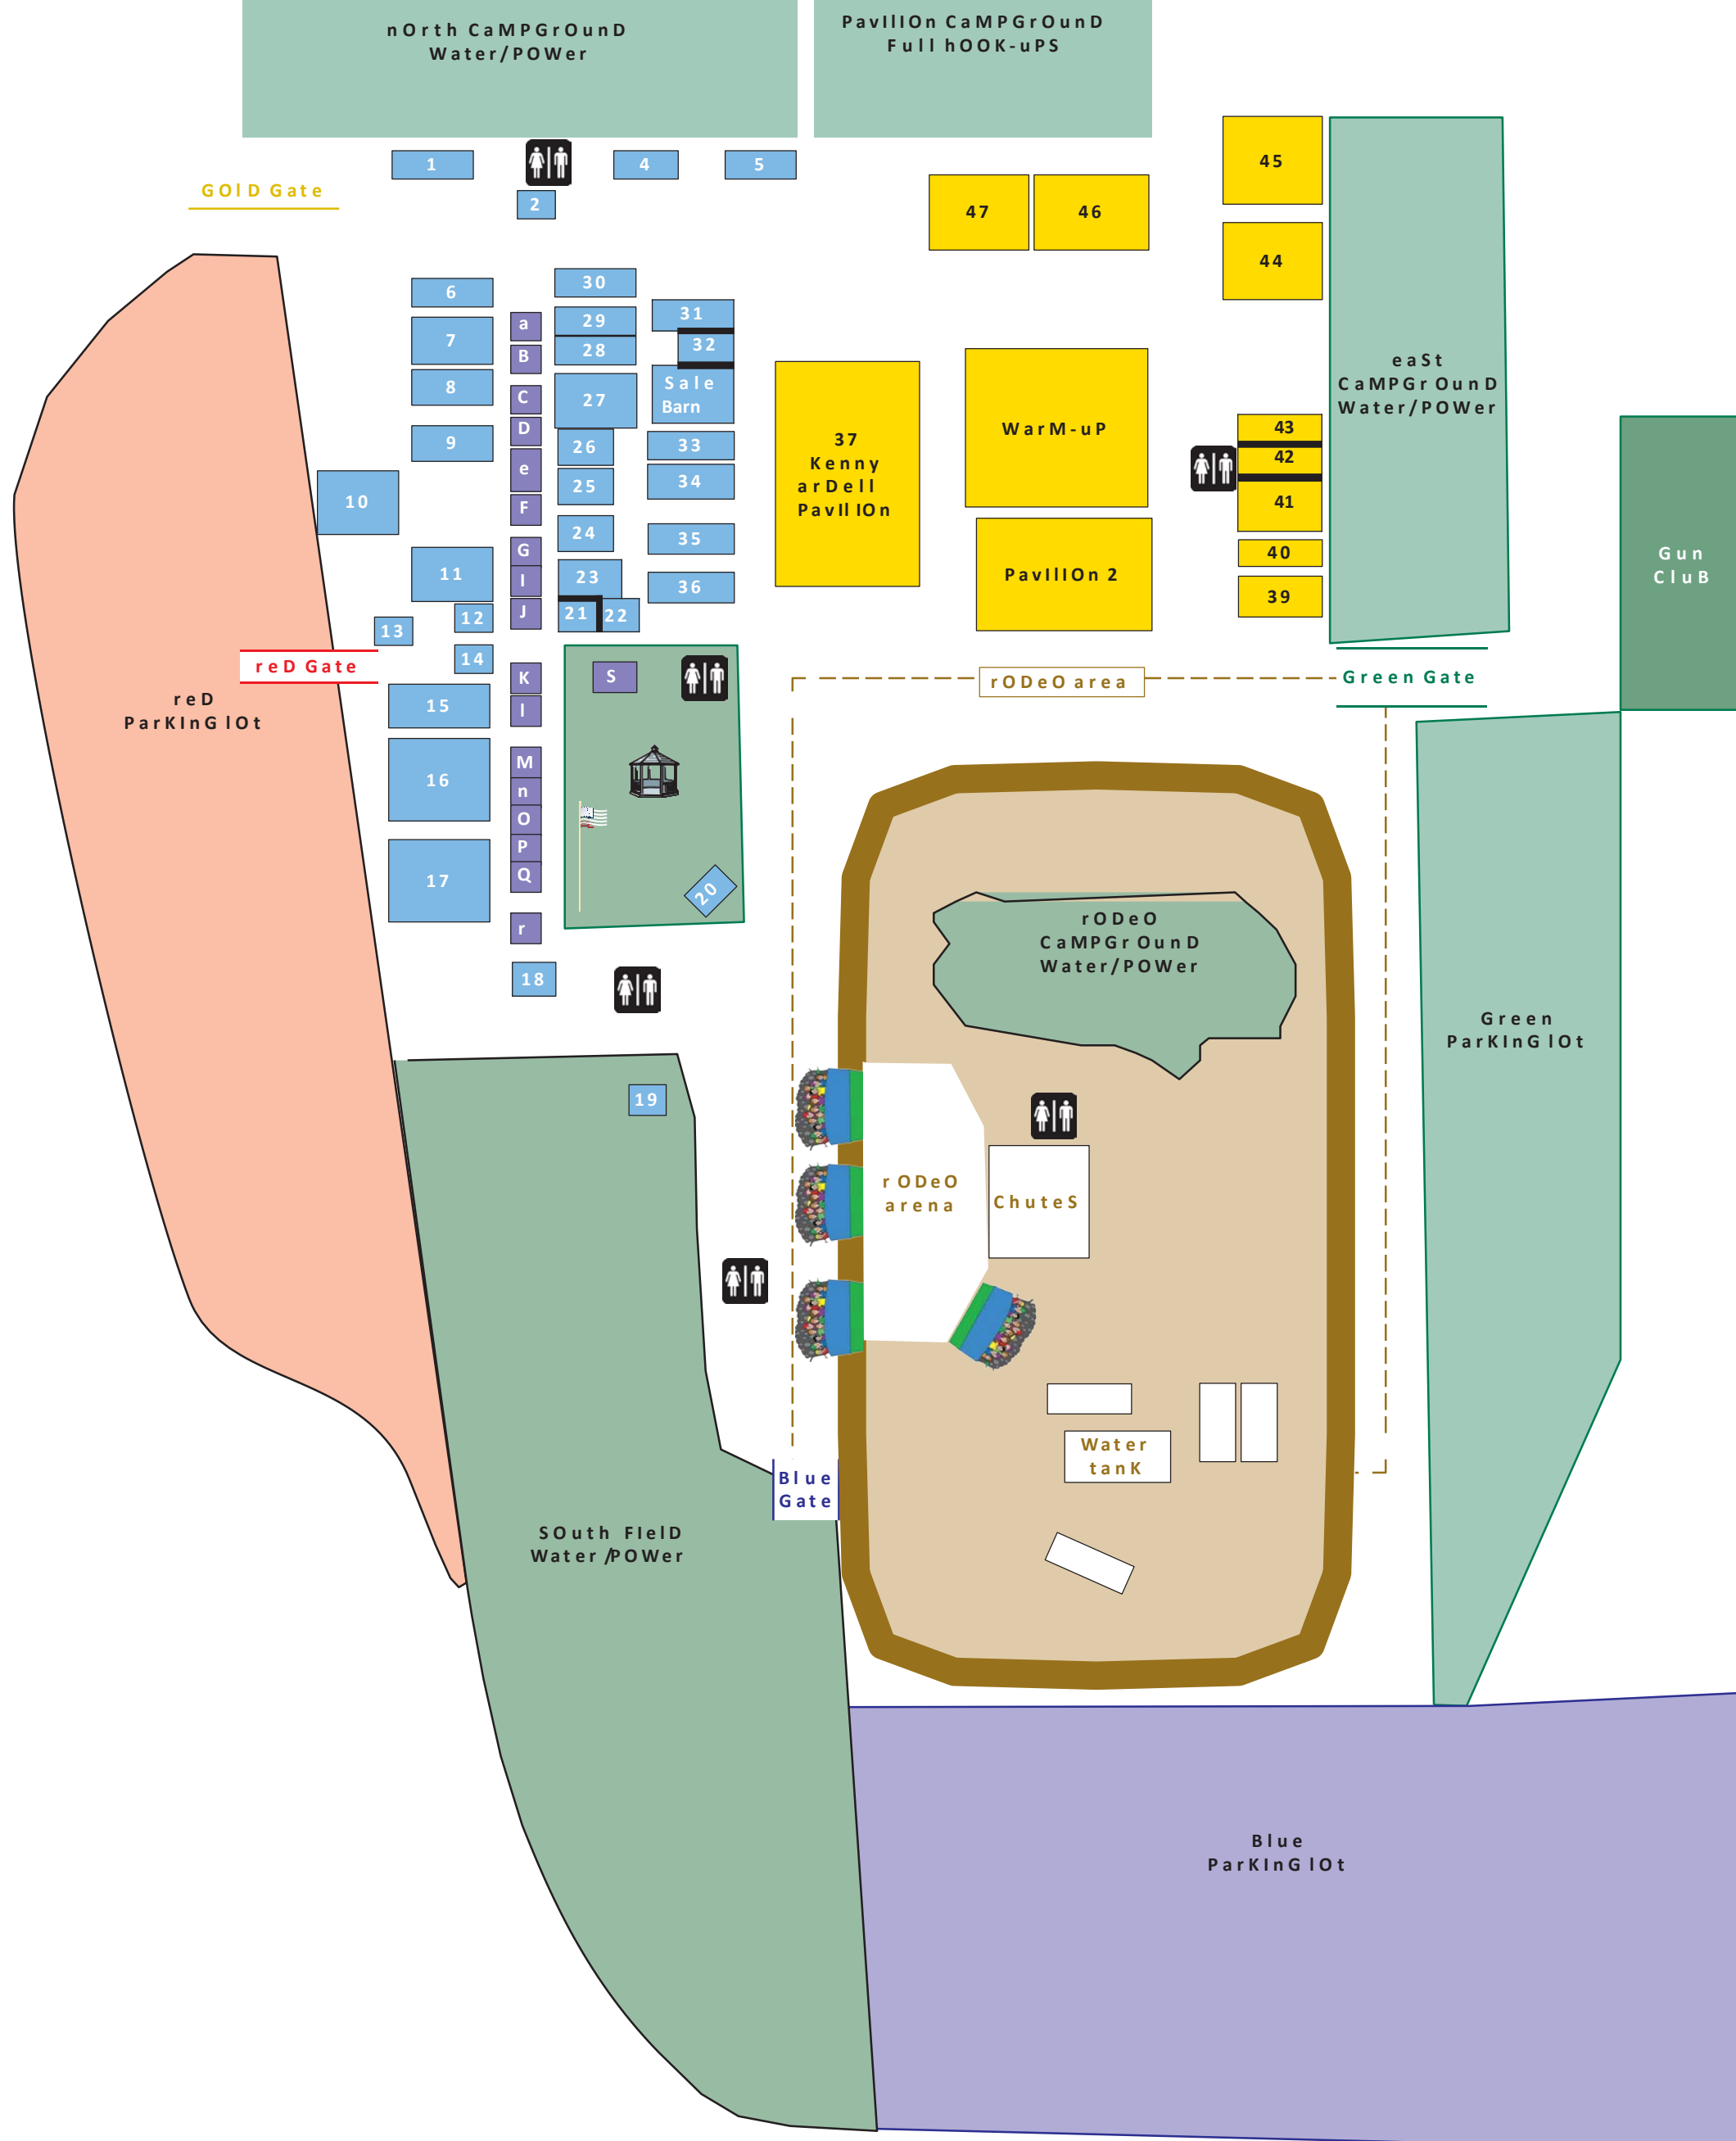 nOrth CaMPGrOunD
Water/POWer
PavIllIOn CaMPGrOunD
Full hOOK-uPS
1
4
5
2
GOlD Gate
45
47
46
44
6
30
31
a
29
7
32
B
28
8
Sale
Barn
C
27
D
9
26
33
e
25
34
10
F
24
35
G
11
I
23
36
J
12
21
22
13
37
Kenny
arDell
PavIllIOn
WarM-uP
PavIllIOn 2
43
42
41
40
39
eaSt
CaMPGrOunD
Water/POWer
Gun
CluB
reD Gate
14
K
S
l
15
reD
ParKInG lOt
rODeO area
Green Gate
M
16
n
O
P
17
Q
20
r
18
19
rODeO
CaMPGrOunD
Water/POWer
Green
ParKInG lOt
rODeO
arena
ChuteS
Water
tanK
Blue
Gate
SOuth FIelD
Water/POWer
Blue
ParKInG lOt